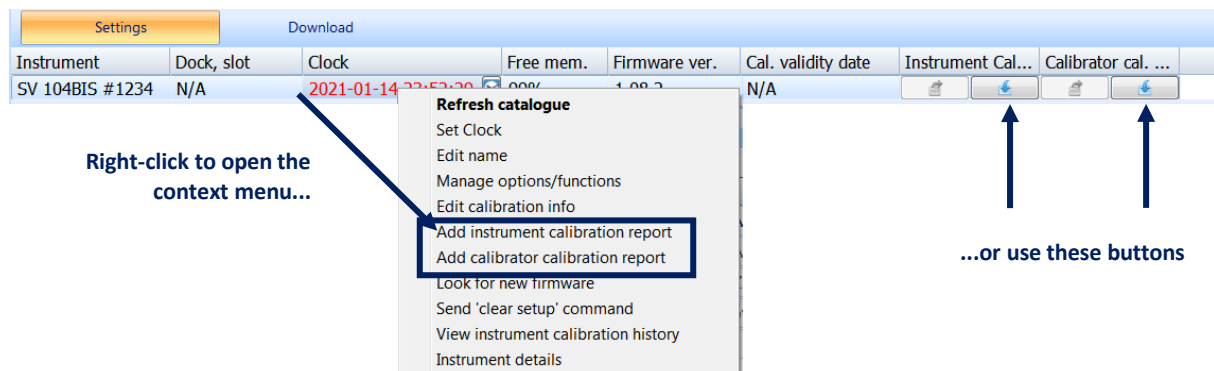 Settings Download
Instrument Dock, slot Clock Free mem. Firmware ver. Cal. validity date Instrument Cal... Calibrator cal. ...
SV 104BIS #1234 N/A 2021-01-14 N/A
Refresh catalogue
Set Clock
Edit name
Manage options/functions
Edit calibration info
Add instrument calibration report
Add calibrator calibration report
Look for new firmware
Send 'clear setup' command
View instrument calibration history
Instrument details
Right-click to open the
context menu...
...or use these buttons